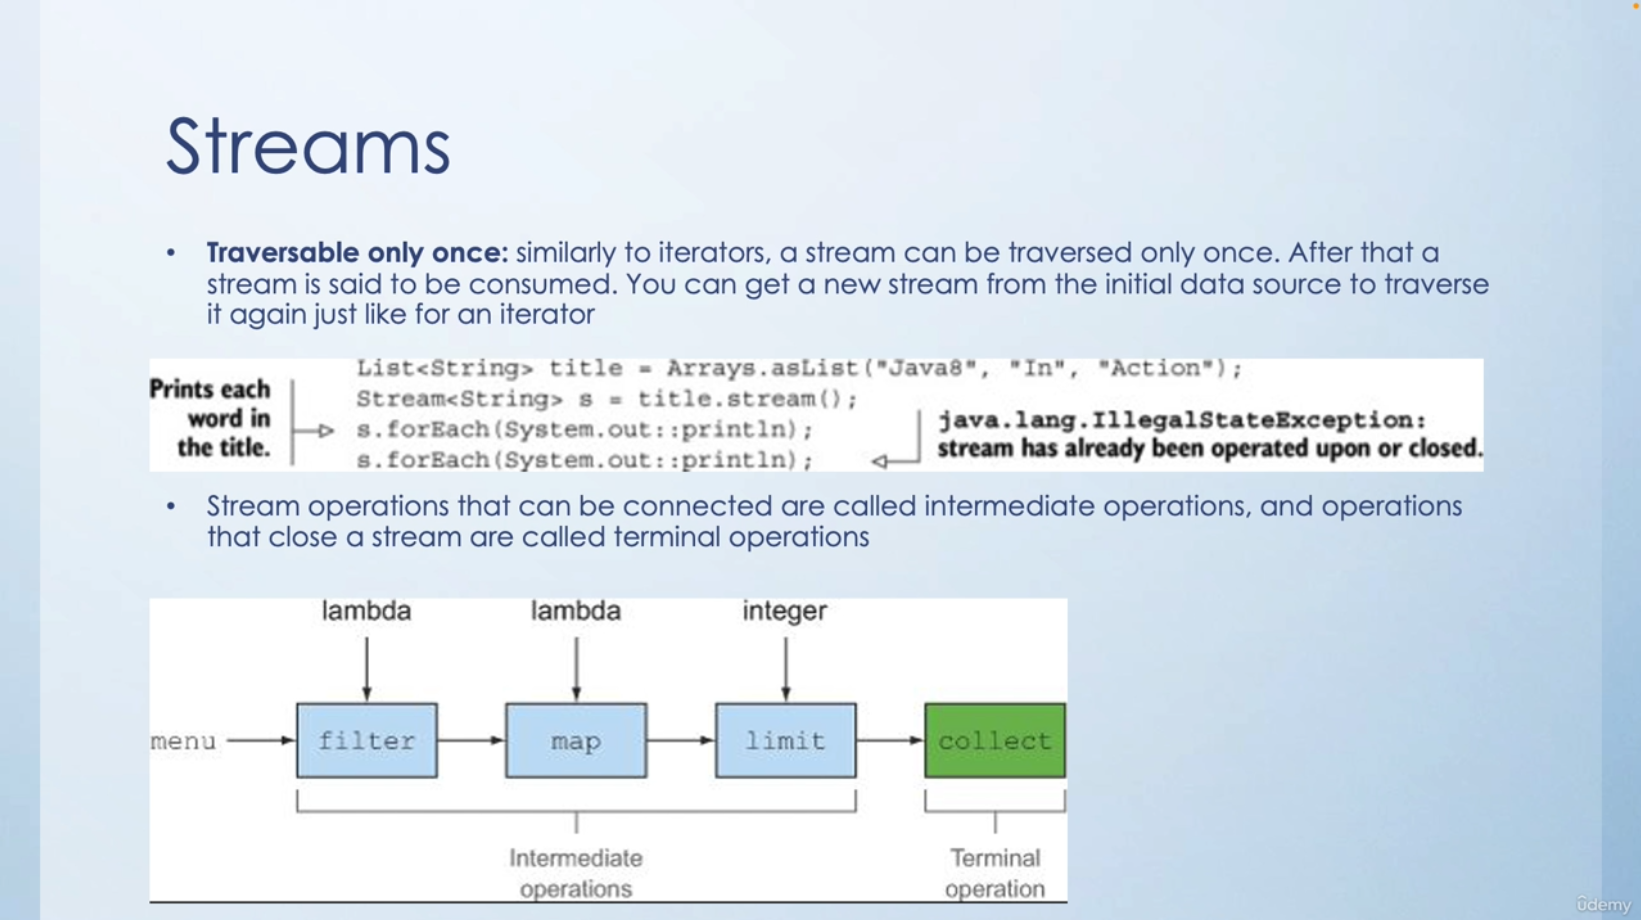 Streams
• Traversable only once: similarly to iterators, a stream can be traversed only once. After that a
stream is said to be consumed. You can get a new stream from the initial data source to traverse
it again just like for an iterator
Prints each
word in
the title.
List<String> title = Arrays.asList("Java8", "In", "Action");
Stream<String> s = title.stream();
s.forEach(System.out::println);
s.forEach(System.out::println);
java.lang.IllegalStateException:
stream has already been operated upon or closed.
• Stream operations that can be connected are called intermediate operations, and operations
that close a stream are called terminal operations
lambda lambda integer
menu filter map limit collect
Intermediate
operations
Terminal
operation
ûdemy